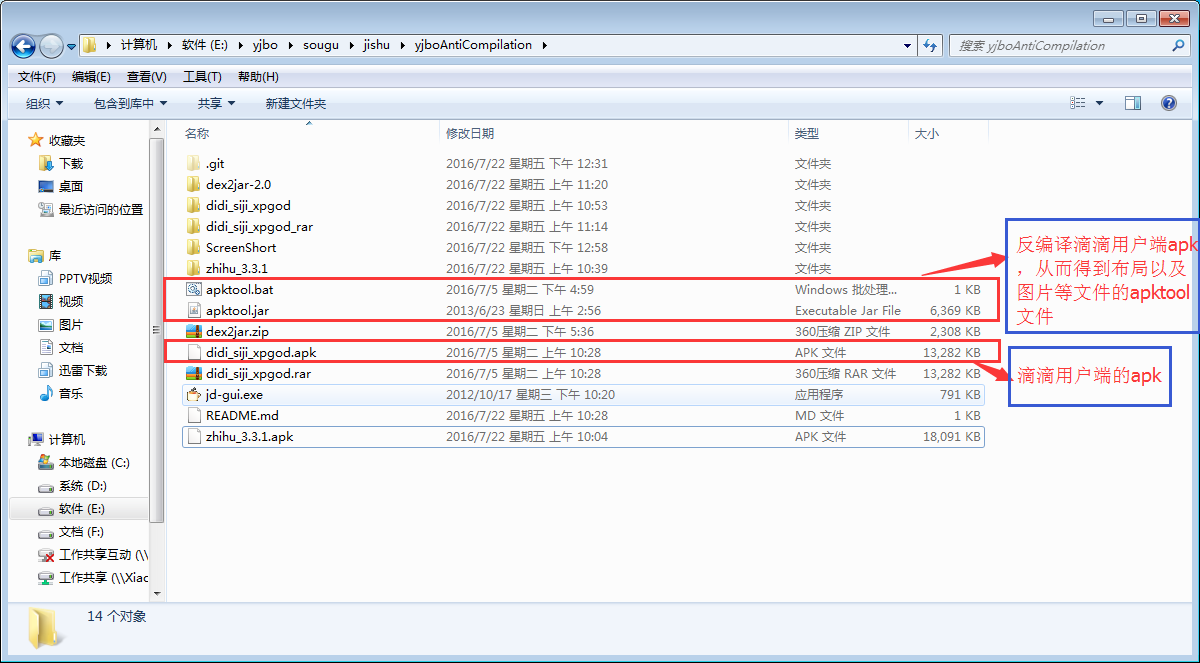 计算机 软件 (E:) yjbo sougu jishu yjboAntiCompilation
搜索 yjboAntiCompilation
文件(F) 编辑(E) 查看(V) 工具(T) 帮助(H)
组织 包含到库中 共享 新建文件夹
收藏夹
下载
桌面
最近访问的位置
库
PPTV视频
视频
图片
文档
迅雷下载
音乐
计算机
本地磁盘 (C:)
系统 (D:)
软件 (E:)
文档 (F:)
工作共享互动 (\\
工作共享 (\\Xiao
名称 修改日期 类型 大小
.git 2016/7/22 星期五 下午 12:31 文件夹
dex2jar-2.0 2016/7/22 星期五 上午 11:20 文件夹
didi_siji_xpgod 2016/7/22 星期五 上午 10:53 文件夹
didi_siji_xpgod_rar 2016/7/22 星期五 上午 11:14 文件夹
ScreenShort 2016/7/22 星期五 下午 12:58 文件夹
zhihu_3.3.1 2016/7/22 星期五 上午 10:39 文件夹
apktool.bat 2016/7/5 星期二 下午 4:59 Windows 批处理... 1 KB
apktool.jar 2013/6/23 星期日 上午 2:56 Executable Jar File 6,369 KB
dex2jar.zip 2016/7/5 星期二 下午 5:36 360压缩 ZIP 文件 2,308 KB
didi_siji_xpgod.apk 2016/7/5 星期二 上午 10:28 APK 文件 13,282 KB
didi_siji_xpgod.rar 2016/7/5 星期二 上午 10:28 360压缩 RAR 文件 13,282 KB
jd-gui.exe 2012/10/17 星期三 下午 10:20 应用程序 791 KB
README.md 2016/7/22 星期五 上午 10:28 MD 文件 1 KB
zhihu_3.3.1.apk 2016/7/22 星期五 上午 10:04 APK 文件 18,091 KB
反编译滴滴用户端apk
，从而得到布局以及
图片等文件的apktool
文件
滴滴用户端的apk
14 个对象